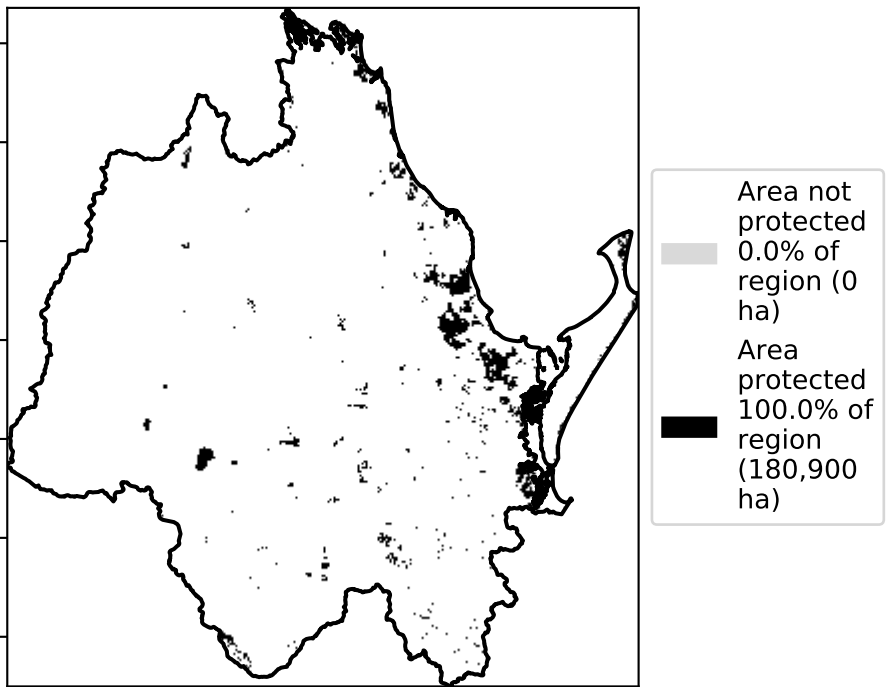 Area not
protected
0.0% of
region (0
ha)
Area
protected
100.0% of
region
(180,900
ha)